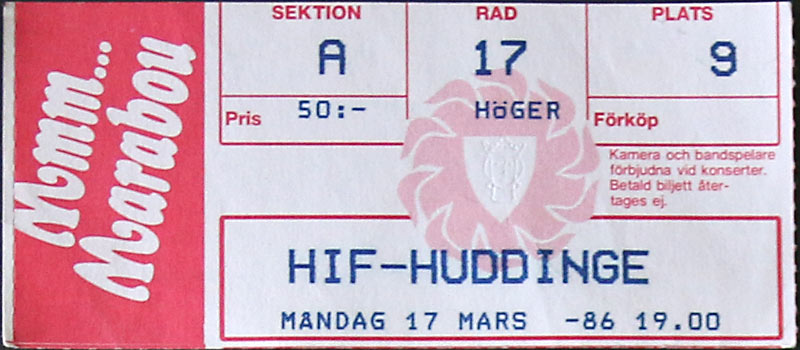 Mmm...
Marabou
SEKTION RAD PLATS
A 17 9
Pris 50:- HÖGER Förköp
Kamera och bandspelare
förbjudna vid konserter.
Betald biljett åter-
tages ej.
HIF-HUDDINGE
MÅNDAG 17 MARS -86 19.00